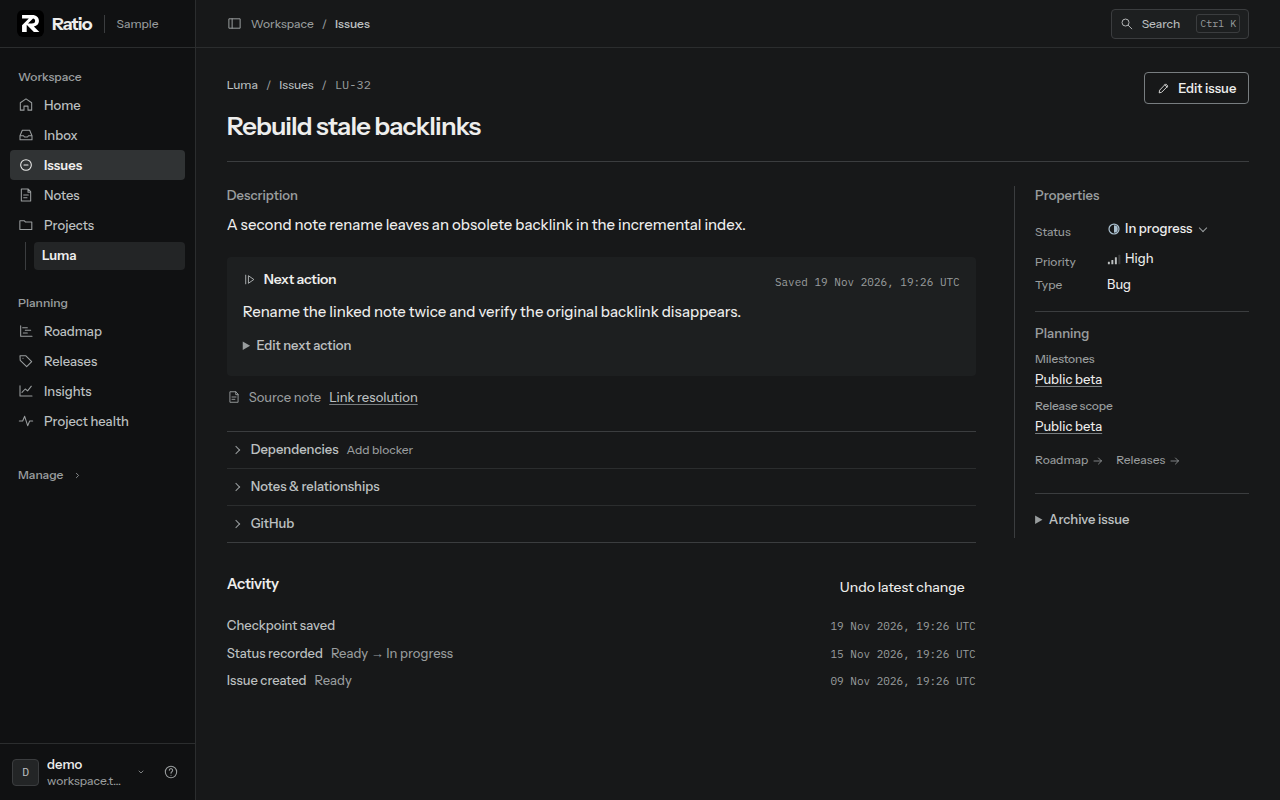 Ratio Sample
Workspace / Issues
Search Ctrl K
Workspace
Home
Inbox
Issues
Notes
Projects
Luma
Planning
Roadmap
Releases
Insights
Project health
Manage
D
demo
workspace.t...
Luma / Issues / LU-32
Edit issue
Rebuild stale backlinks
Description
A second note rename leaves an obsolete backlink in the incremental index.
Next action
Saved 19 Nov 2026, 19:26 UTC
Rename the linked note twice and verify the original backlink disappears.
Edit next action
Source note Link resolution
Dependencies Add blocker
Notes & relationships
GitHub
Activity
Undo latest change
Checkpoint saved 19 Nov 2026, 19:26 UTC
Status recorded Ready → In progress 15 Nov 2026, 19:26 UTC
Issue created Ready 09 Nov 2026, 19:26 UTC
Properties
Status In progress
Priority High
Type Bug
Planning
Milestones
Public beta
Release scope
Public beta
Roadmap → Releases →
Archive issue